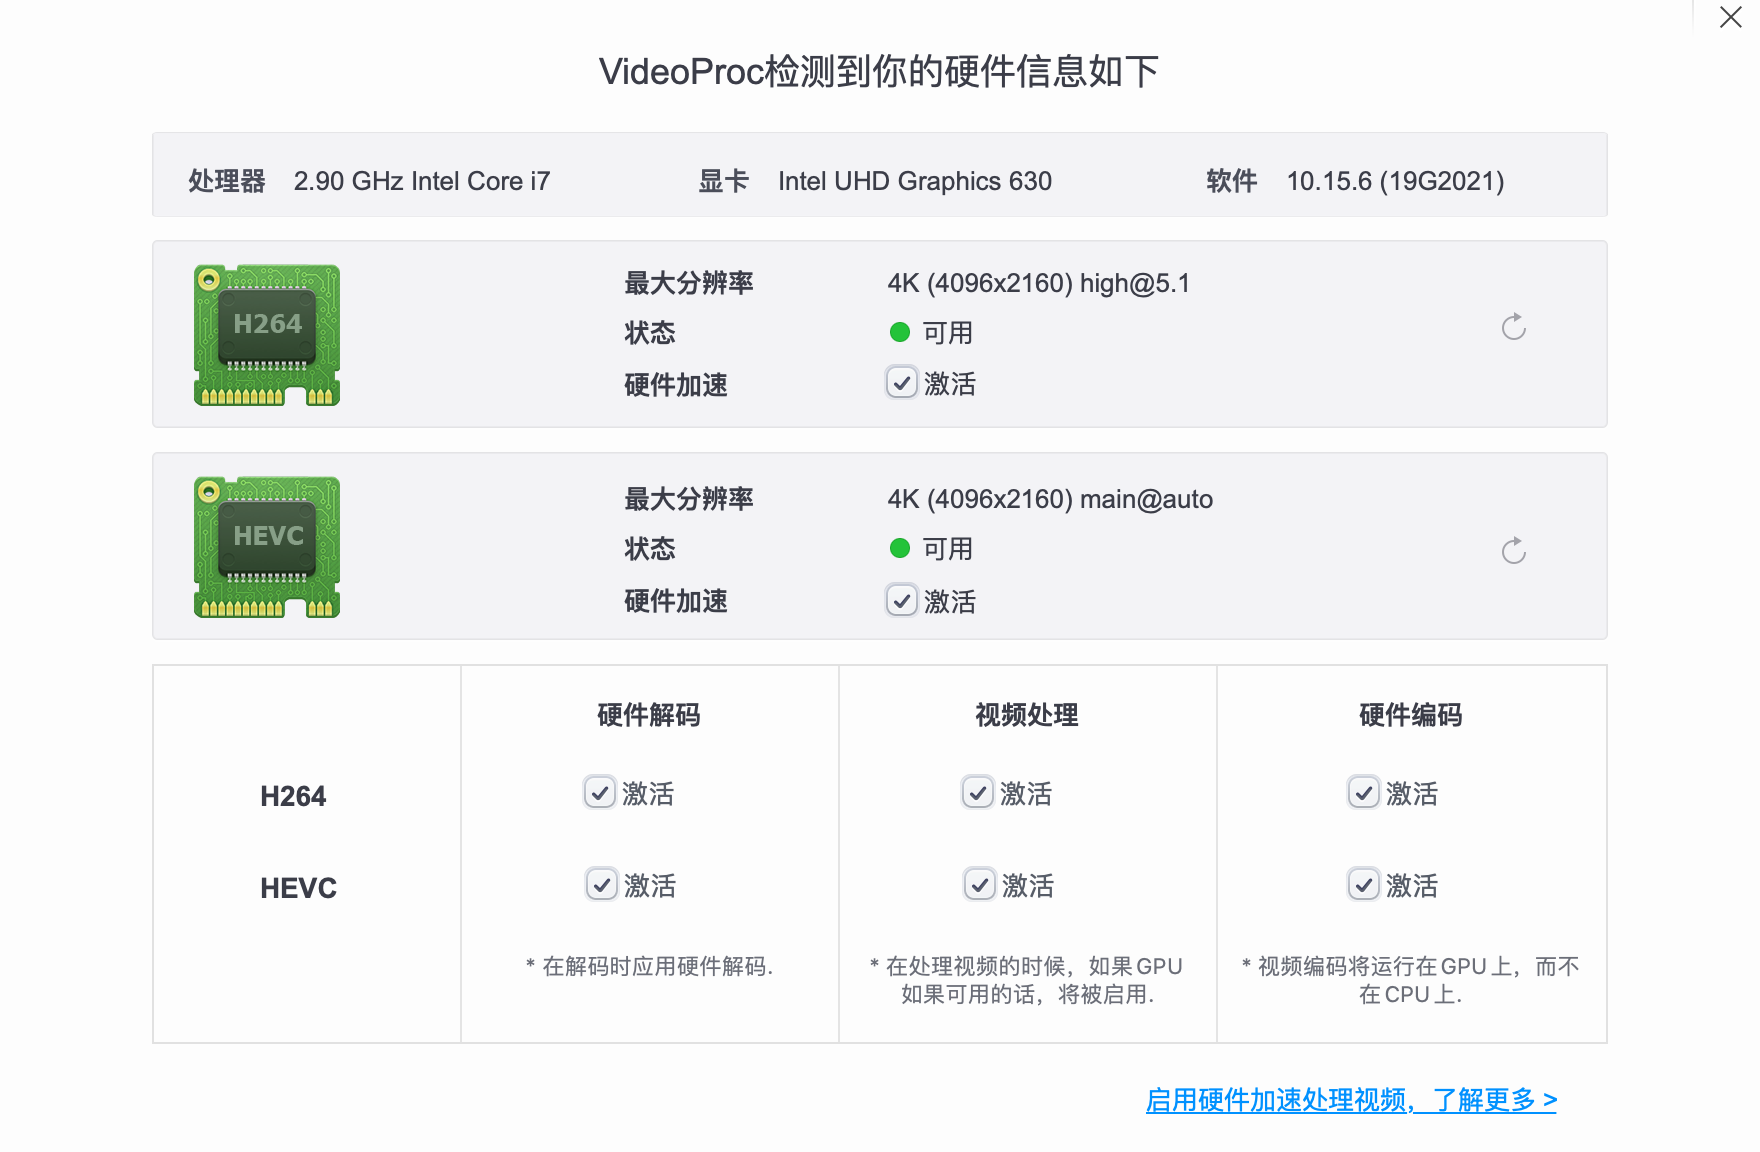 VideoProc检测到你的硬件信息如下
处理器 2.90 GHz Intel Core i7 显卡 Intel UHD Graphics 630 软件 10.15.6 (19G2021)
H264
最大分辨率 4K (4096x2160) high@5.1
状态 可用
硬件加速 激活
HEVC
最大分辨率 4K (4096x2160) main@auto
状态 可用
硬件加速 激活
硬件解码 视频处理 硬件编码
H264 激活 激活 激活
HEVC 激活 激活 激活
* 在解码时应用硬件解码.
* 在处理视频的时候，如果GPU
如果可用的话，将被启用.
* 视频编码将运行在GPU上，而不
在CPU上.
启用硬件加速处理视频，了解更多 >